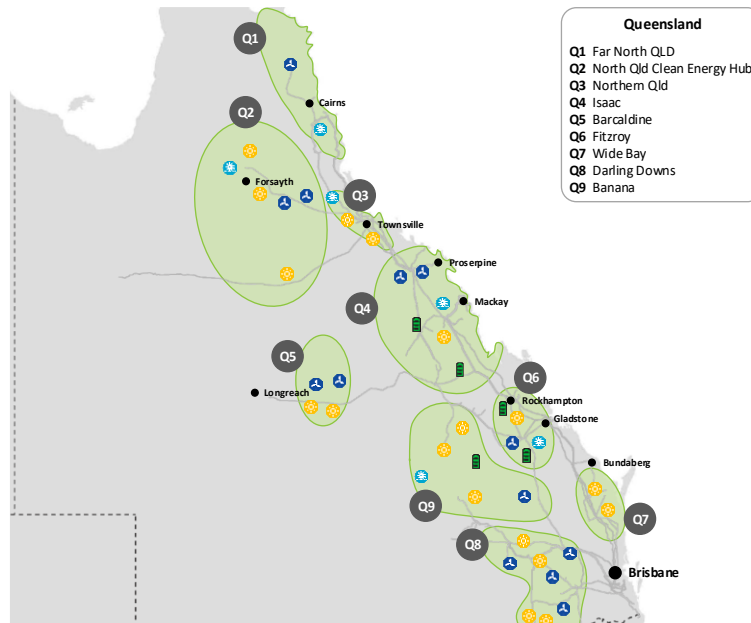 Queensland
Q1 Far North QLD
Q2 North Qld Clean Energy Hub
Q3 Northern Qld
Q4 Isaac
Q5 Barcaldine
Q6 Fitzroy
Q7 Wide Bay
Q8 Darling Downs
Q9 Banana
Q1
Cairns
Q2
Forsayth
Q3
Townsville
Proserpine
Q4
Mackay
Q5
Longreach
Q6
Rockhampton
Gladstone
Bundaberg
Q9
Q7
Q8
Brisbane